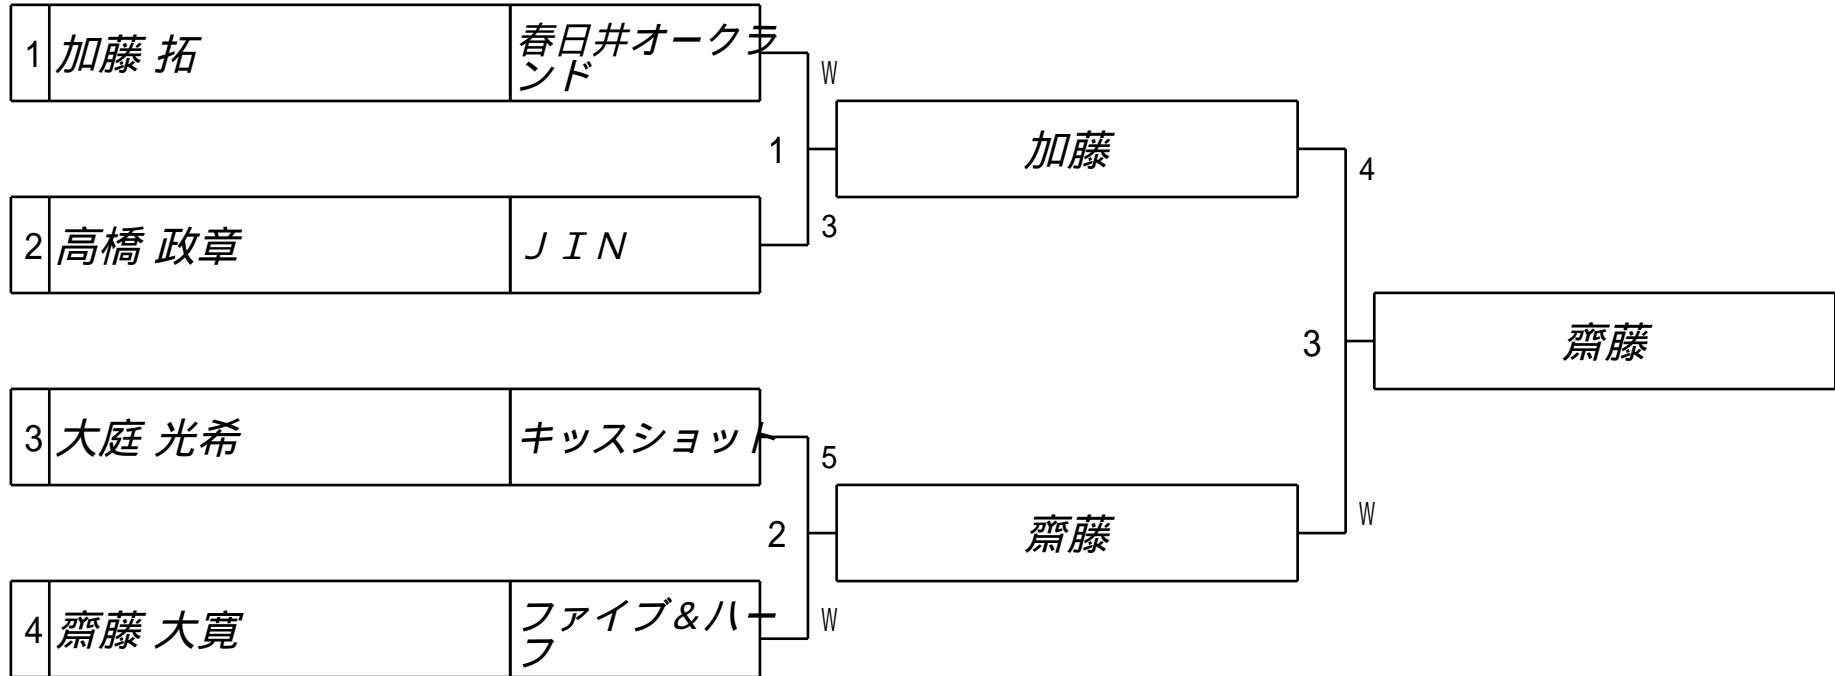 1 加藤 拓 春日井オークラ
ンド
W
1
加藤
4
2 高橋 政章 ＪＩＮ
3
3
齋藤
3 大庭 光希 キッスショット
5
2
齋藤
W
4 齋藤 大寛 ファイブ&ハー
フ
W